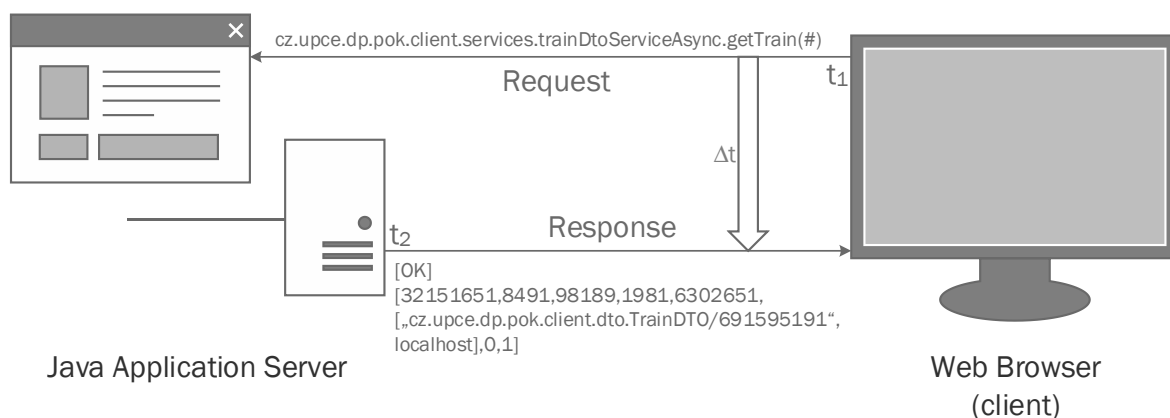 cz.upce.dp.pok.client.services.trainDtoServiceAsync.getTrain(#)
Request
t1
Δt
t2
Response
[OK]
[32151651,8491,98189,1981,6302651,
[„cz.upce.dp.pok.client.dto.TrainDTO/691595191“,
localhost],0,1]
Java Application Server
Web Browser
(client)